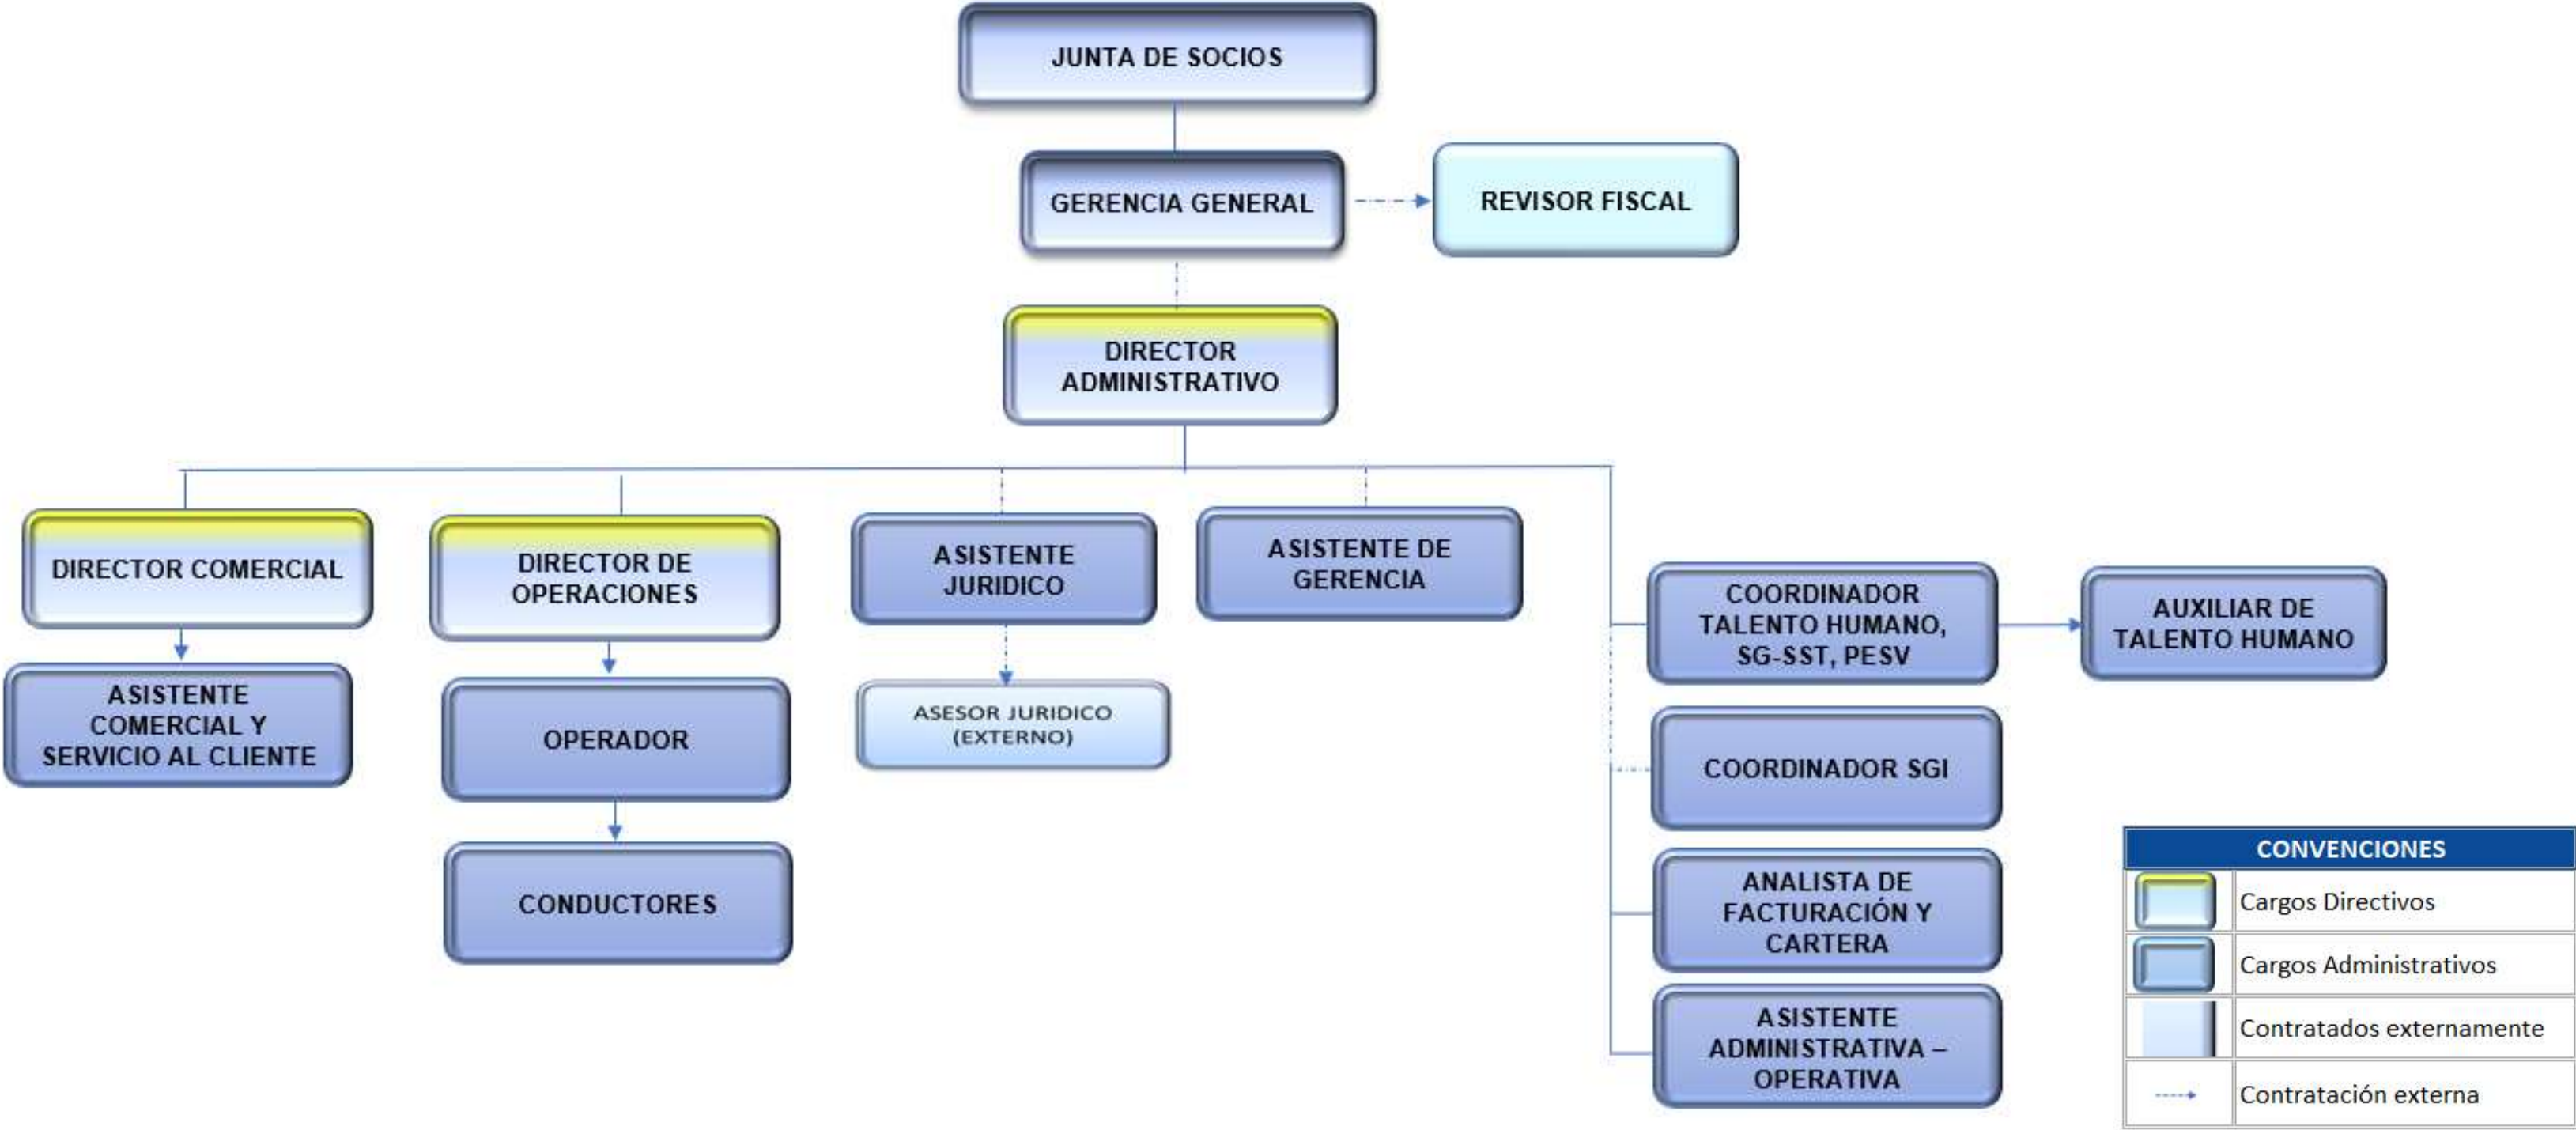 JUNTA DE SOCIOS
GERENCIA GENERAL
REVISOR FISCAL
DIRECTOR
ADMINISTRATIVO
DIRECTOR COMERCIAL
DIRECTOR DE
OPERACIONES
ASISTENTE
JURIDICO
ASISTENTE DE
GERENCIA
COORDINADOR
TALENTO HUMANO,
SG-SST, PESV
AUXILIAR DE
TALENTO HUMANO
ASISTENTE
COMERCIAL Y
SERVICIO AL CLIENTE
OPERADOR
ASESOR JURIDICO
(EXTERNO)
COORDINADOR SGI
CONDUCTORES
ANALISTA DE
FACTURACIÓN Y
CARTERA
ASISTENTE
ADMINISTRATIVA –
OPERATIVA
CONVENCIONES
Cargos Directivos
Cargos Administrativos
Contratados externamente
Contratación externa